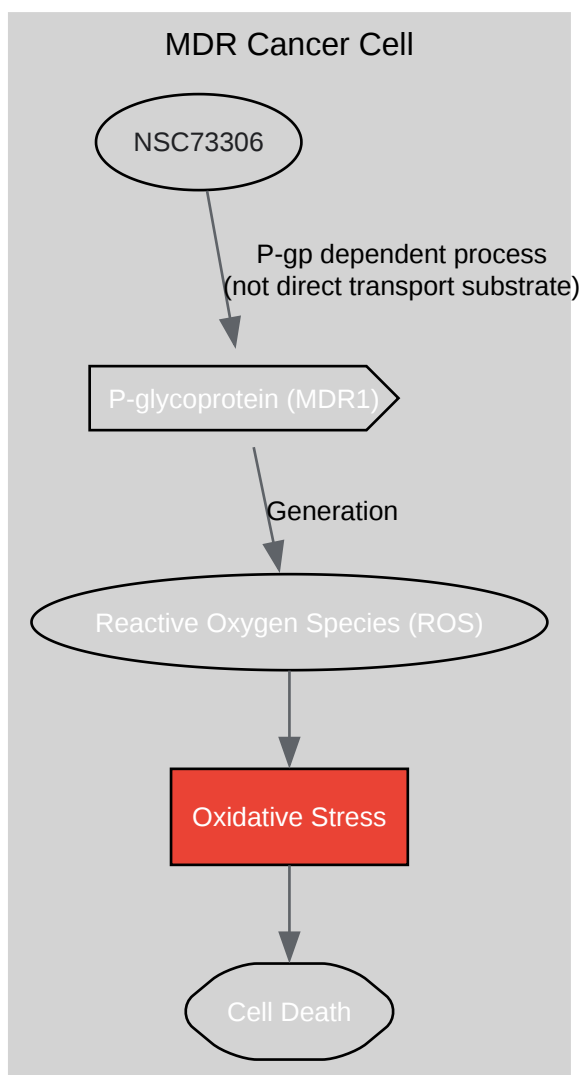 MDR Cancer Cell
NSC73306
P-gp dependent process
(not direct transport substrate)
P-glycoprotein (MDR1)
Generation
Reactive Oxygen Species (ROS)
Oxidative Stress
Cell Death